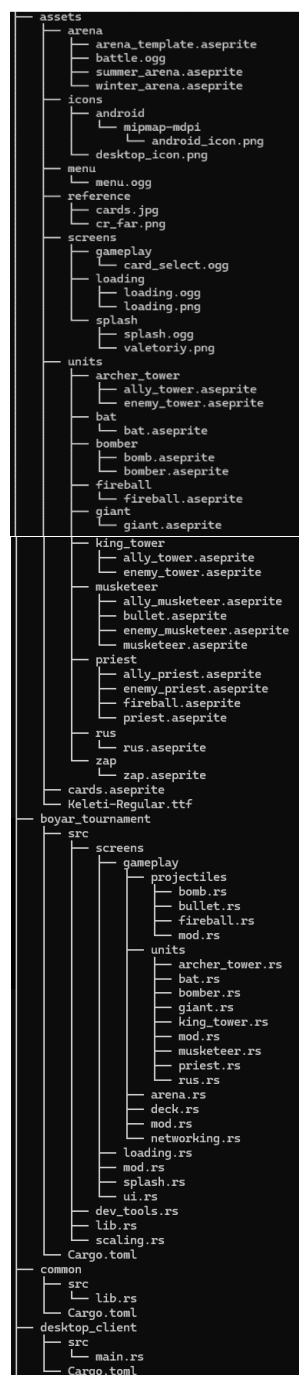 assets
arena
arena_template.aseprite
battle.ogg
summer_arena.aseprite
winter_arena.aseprite
icons
android
mipmap-mdpi
android_icon.png
desktop_icon.png
menu
menu.ogg
reference
cards.jpg
cr_far.png
screens
gameplay
card_select.ogg
loading
loading.ogg
loading.png
splash
splash.ogg
valetoriy.png
units
archer_tower
ally_tower.aseprite
enemy_tower.aseprite
bat
bat.aseprite
bomber
bomb.aseprite
bomber.aseprite
fireball
fireball.aseprite
giant
giant.aseprite
king_tower
ally_tower.aseprite
enemy_tower.aseprite
musketeer
ally_musketeer.aseprite
bullet.aseprite
enemy_musketeer.aseprite
musketeer.aseprite
priest
ally_priest.aseprite
enemy_priest.aseprite
fireball.aseprite
priest.aseprite
rus
rus.aseprite
zap
zap.aseprite
cards.aseprite
Keleti-Regular.ttf
boyar_tournament
src
screens
gameplay
projectiles
bomb.rs
bullet.rs
fireball.rs
mod.rs
units
archer_tower.rs
bat.rs
bomber.rs
giant.rs
king_tower.rs
mod.rs
musketeer.rs
priest.rs
rus.rs
arena.rs
deck.rs
mod.rs
networking.rs
loading.rs
mod.rs
splash.rs
ui.rs
dev_tools.rs
lib.rs
scaling.rs
Cargo.toml
common
src
lib.rs
Cargo.toml
desktop_client
src
main.rs
Cargo.toml